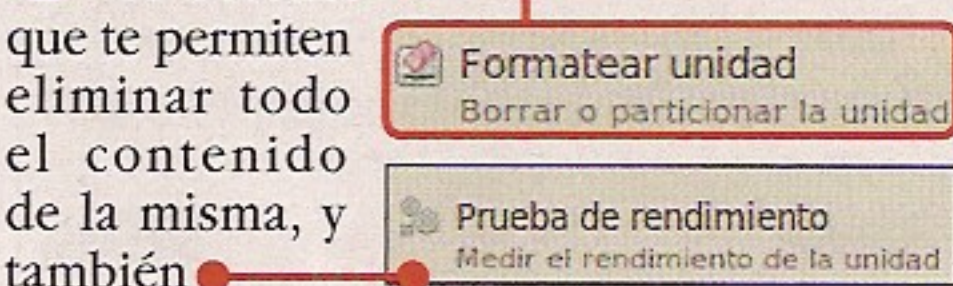 que te permiten
eliminar todo
el contenido
de la misma, y
también
Formatear unidad
Borrar o particionar la unidad
Prueba de rendimiento
Medir el rendimiento de la unidad